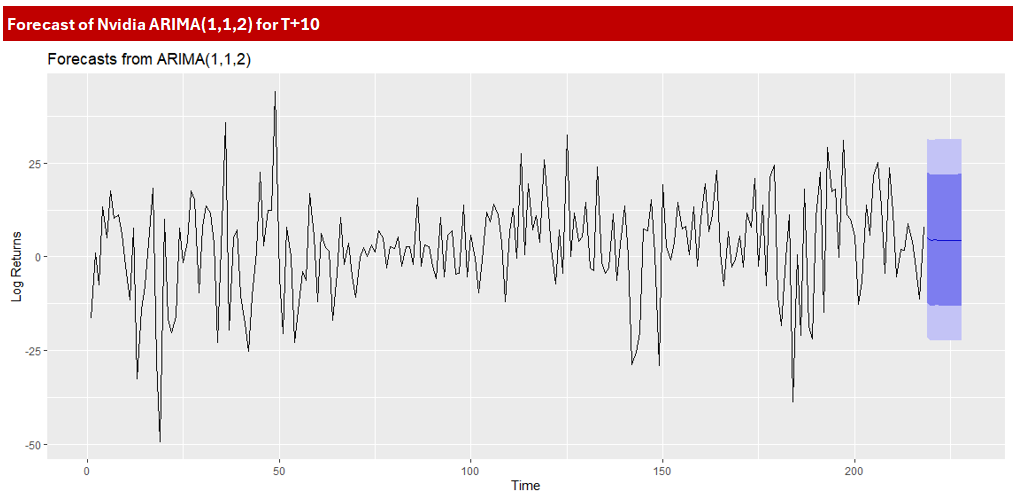 Forecast of Nvidia ARIMA(1,1,2) for T+10
Forecasts from ARIMA(1,1,2)
25
0
-25
-50
Log Returns
0 50 100 150 200
Time